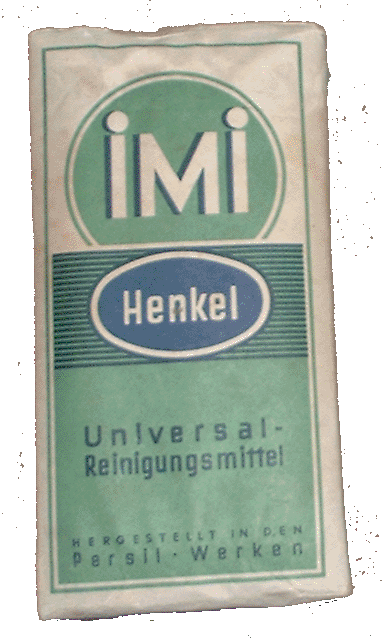 iMi
Henkel
Universal-
Reinigungsmittel
HERGESTELLT IN DEN
Persil · Werken